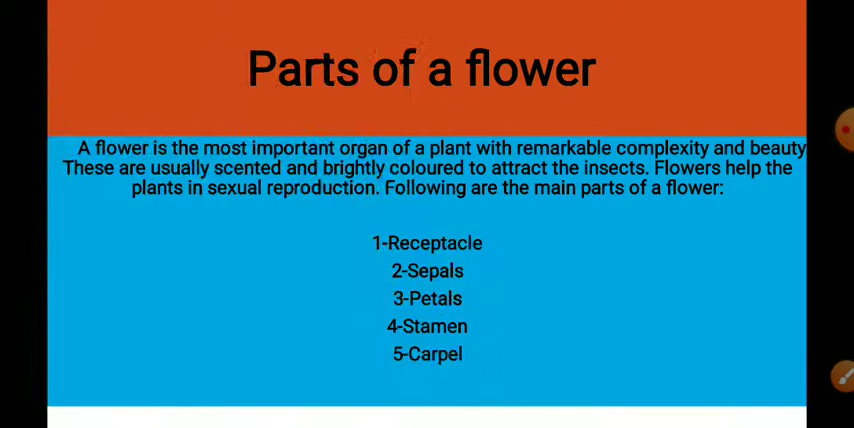 Parts of a flower
A flower is the most important organ of a plant with remarkable complexity and beauty
These are usually scented and brightly coloured to attract the insects. Flowers help the
plants in sexual reproduction. Following are the main parts of a flower:
1-Receptacle
2-Sepals
3-Petals
4-Stamen
5-Carpel